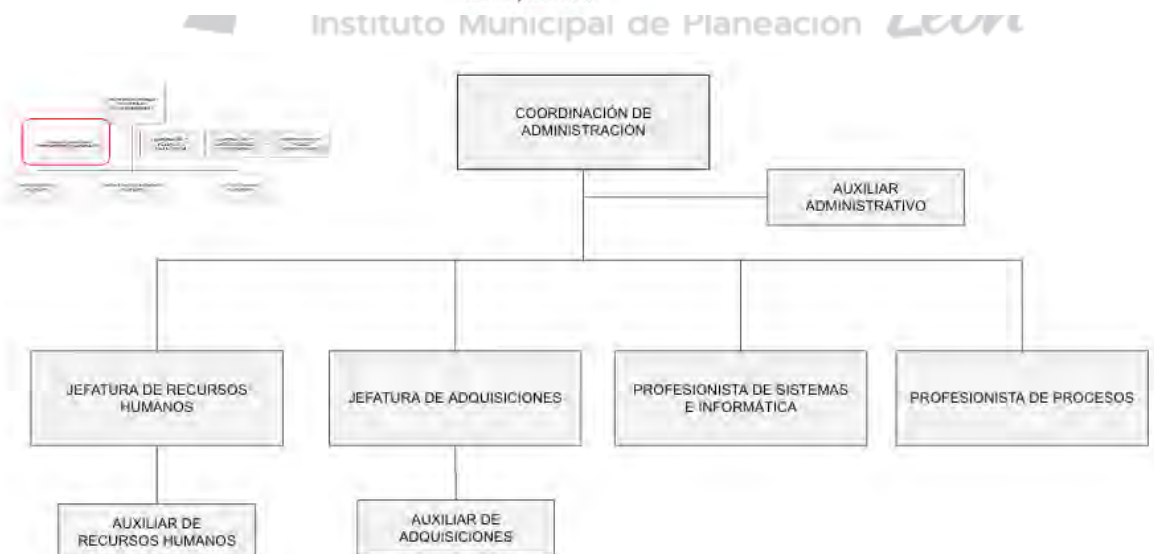 Instituto Municipal de Planeación León
COORDINACIÓN DE
ADMINISTRACIÓN
AUXILIAR
ADMINISTRATIVO
JEFATURA DE RECURSOS
HUMANOS
JEFATURA DE ADQUISICIONES
PROFESIONISTA DE SISTEMAS
E INFORMÁTICA
PROFESIONISTA DE PROCESOS
AUXILIAR DE
RECURSOS HUMANOS
AUXILIAR DE
ADQUISICIONES